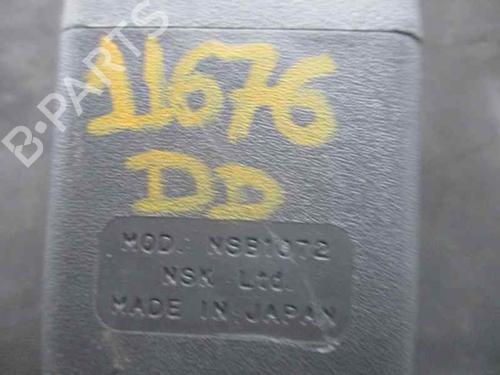 B-PARTS
11676
DD
MOD. NSB1072
NSK Ltd.
MADE IN JAPAN